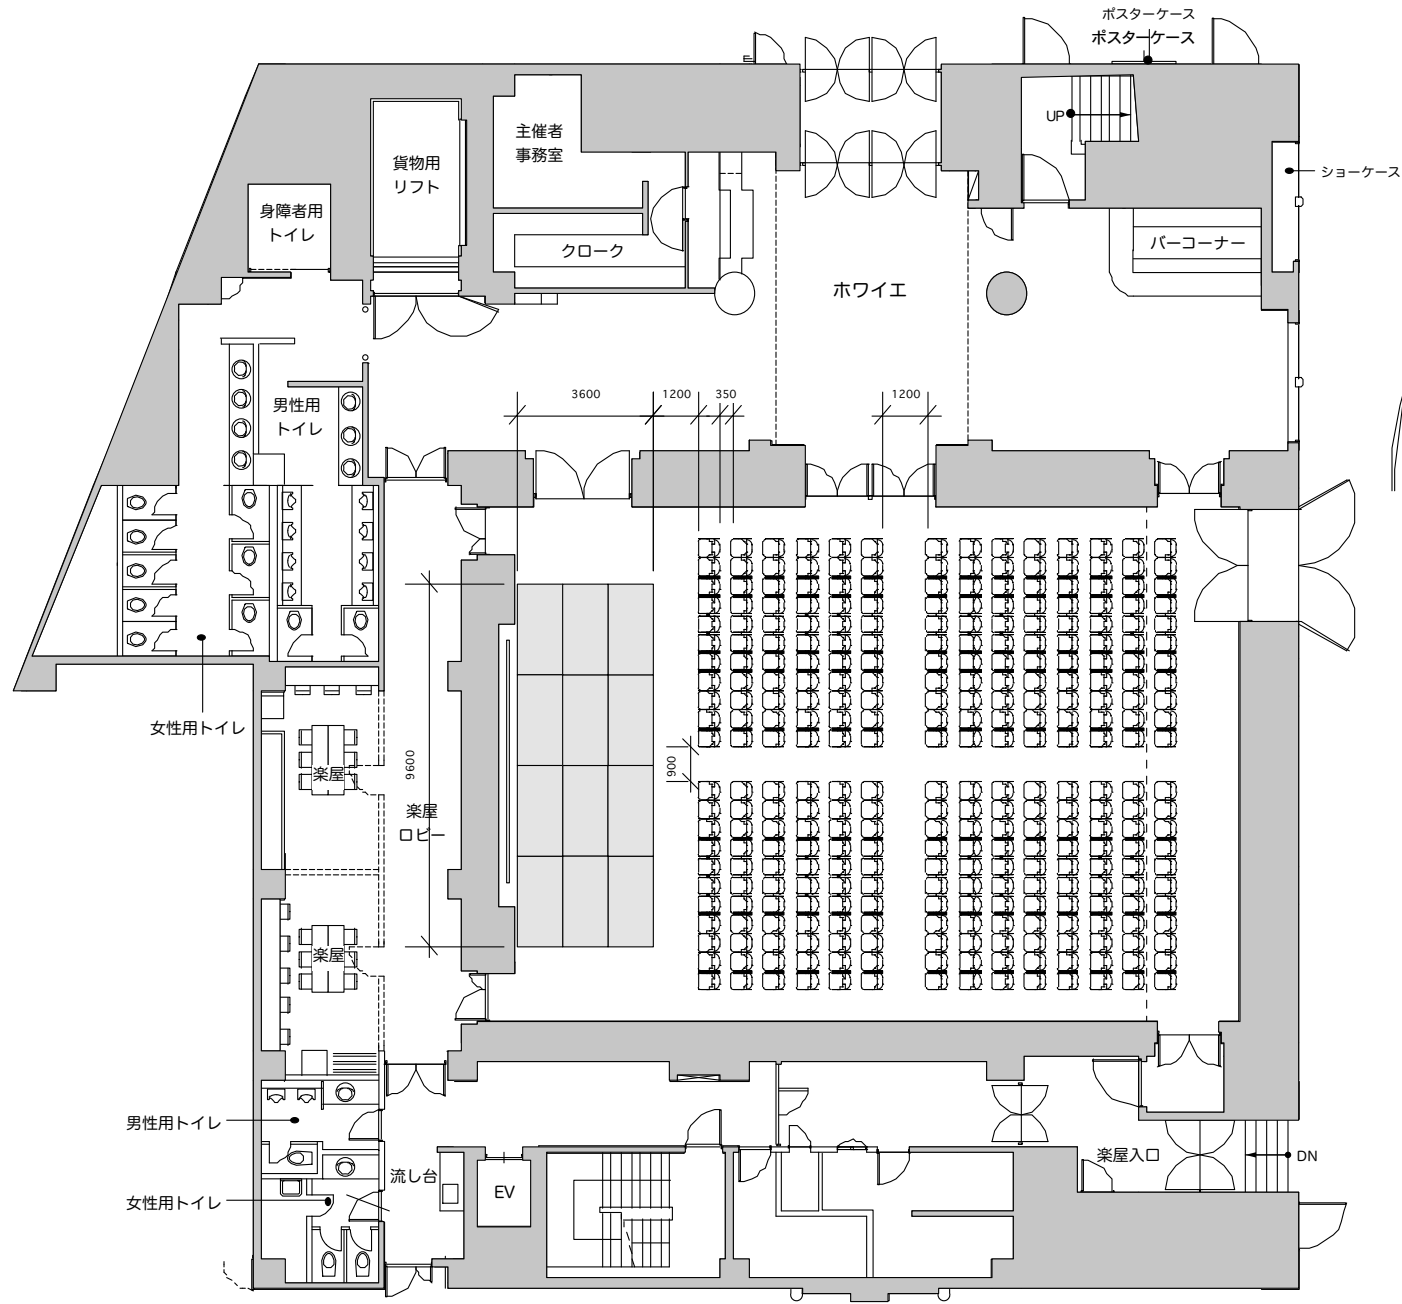 ポスターケース
ポスターケース
UP
主催者
事務室
貨物用
リフト
ショーケース
身障者用
トイレ
クローク
バーコーナー
ホワイエ
3600
1200
350
1200
男性用
トイレ
女性用トイレ
900
9600
楽屋
楽屋
ロビー
楽屋
男性用トイレ
楽屋入口
DN
流し台
EV
女性用トイレ